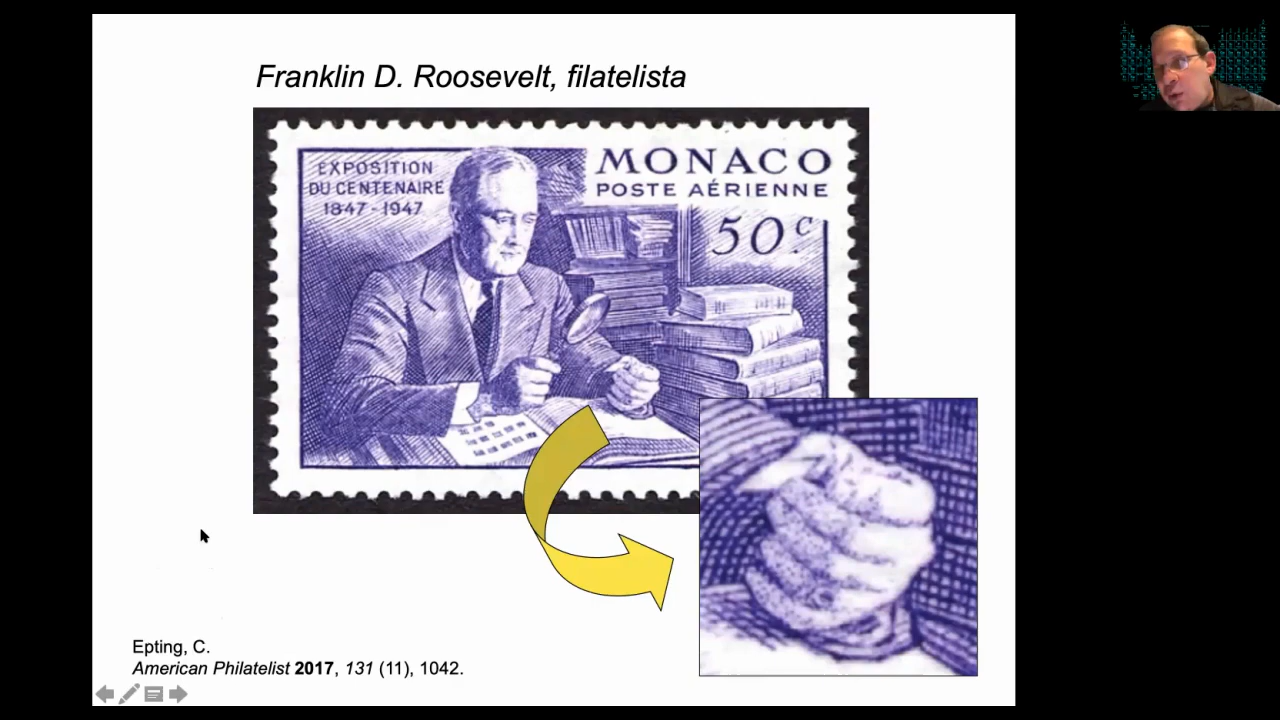 Franklin D. Roosevelt, filatelista
EXPOSITION
DU CENTENAIRE
1847-1947
MONACO
POSTE AÉRIENNE
50c.
Epting, C.
American Philatelist 2017, 131 (11), 1042.